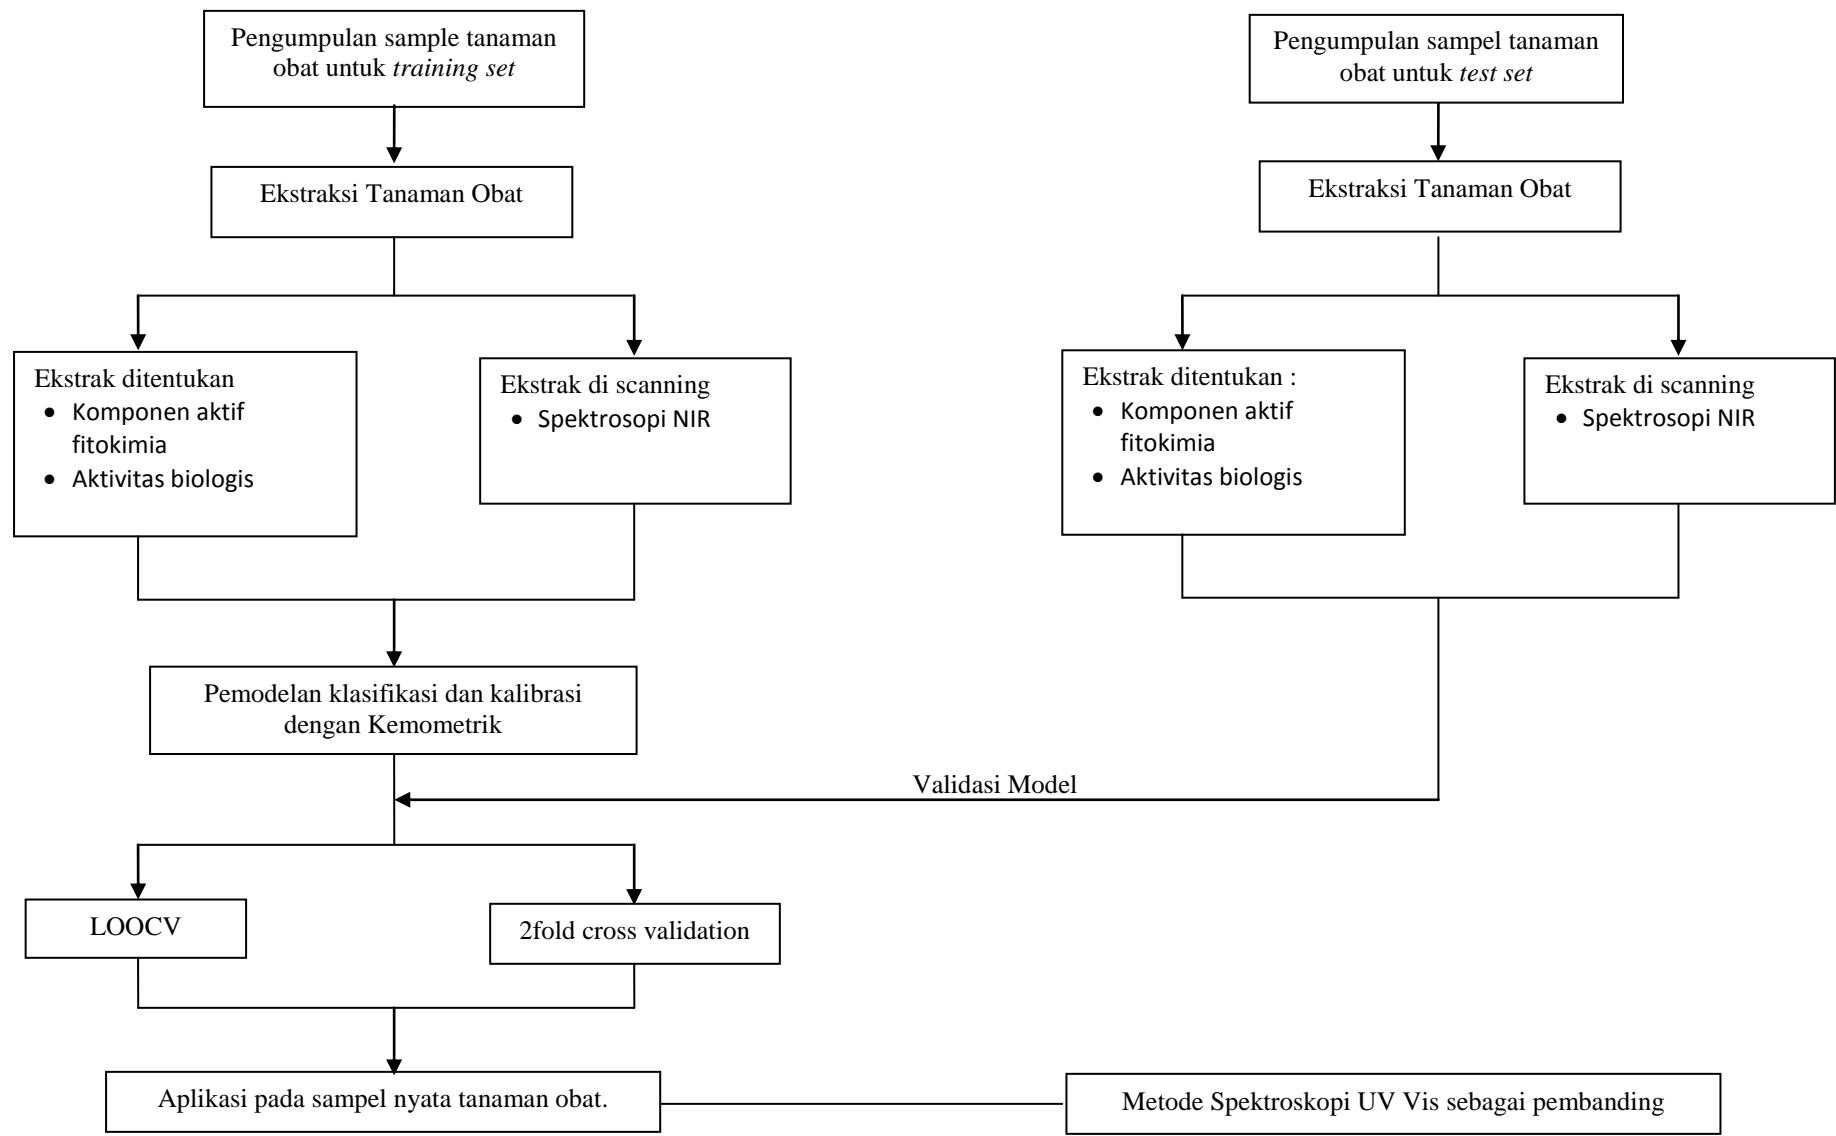 Pengumpulan sample tanaman
obat untuk training set
Ekstraksi Tanaman Obat
Ekstrak ditentukan
• Komponen aktif
fitokimia
• Aktivitas biologis
Ekstrak di scanning
• Spektrosopi NIR
Pengumpulan sampel tanaman
obat untuk test set
Ekstraksi Tanaman Obat
Ekstrak ditentukan :
• Komponen aktif
fitokimia
• Aktivitas biologis
Ekstrak di scanning
• Spektrosopi NIR
Pemodelan klasifikasi dan kalibrasi
dengan Kemometrik
Validasi Model
LOOCV
2fold cross validation
Aplikasi pada sampel nyata tanaman obat.
Metode Spektroskopi UV Vis sebagai pembanding